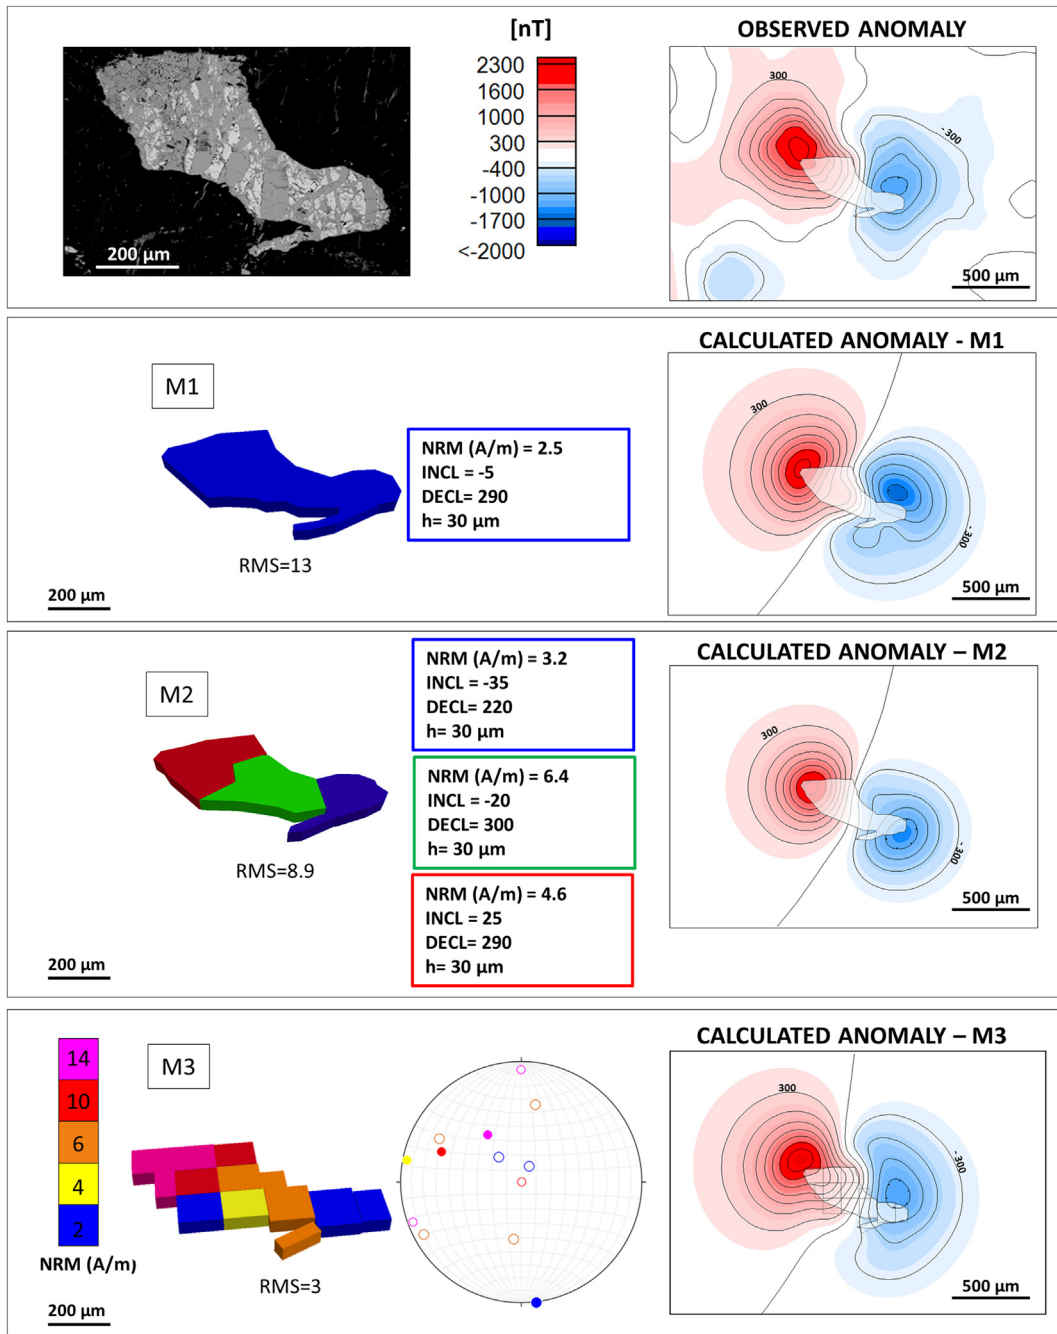 [nT]
2300
1600
1000
300
-400
-1000
-1700
<-2000
200 µm
OBSERVED ANOMALY
300
- 300
500 µm
M1
NRM (A/m) = 2.5
INCL = -5
DECL= 290
h= 30 µm
RMS=13
200 µm
CALCULATED ANOMALY - M1
300
- 300
500 µm
M2
NRM (A/m) = 3.2
INCL = -35
DECL= 220
h= 30 µm
NRM (A/m) = 6.4
INCL = -20
DECL= 300
h= 30 µm
NRM (A/m) = 4.6
INCL = 25
DECL= 290
h= 30 µm
RMS=8.9
200 µm
CALCULATED ANOMALY – M2
300
- 300
500 µm
14
10
6
4
2
NRM (A/m)
M3
RMS=3
200 µm
CALCULATED ANOMALY – M3
300
- 300
500 µm